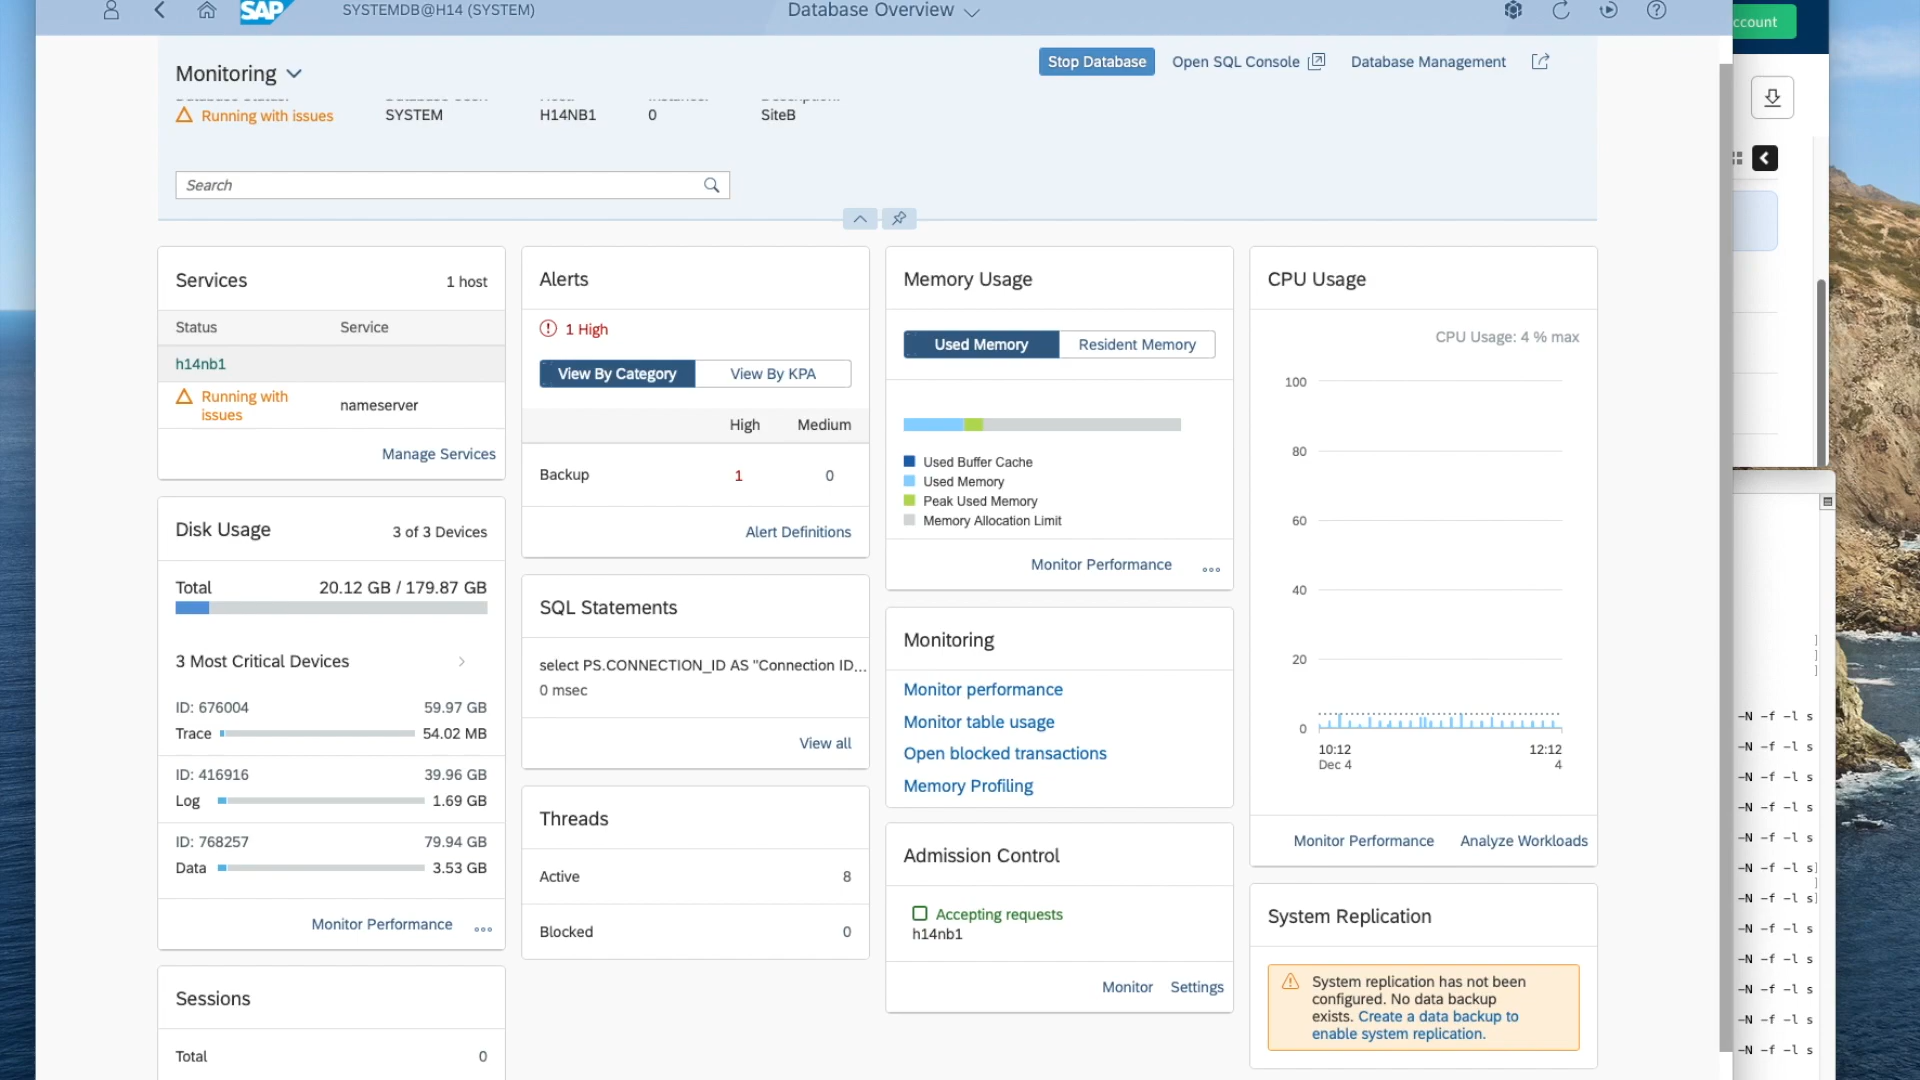 SAP
SYSTEMDB@H14 (SYSTEM)
Database Overview
ccount
Monitoring
Stop Database
Open SQL Console
Database Management
Running with issues
SYSTEM
H14NB1
0
SiteB
Search
Services
1 host
Status
Service
h14nb1
Running with
issues
nameserver
Manage Services
Disk Usage
3 of 3 Devices
Total
20.12 GB / 179.87 GB
3 Most Critical Devices
ID: 676004
59.97 GB
Trace
54.02 MB
ID: 416916
39.96 GB
Log
1.69 GB
ID: 768257
79.94 GB
Data
3.53 GB
Monitor Performance
Sessions
Total
0
Alerts
1 High
View By Category
View By KPA
High
Medium
Backup
1
0
Alert Definitions
SQL Statements
select PS.CONNECTION_ID AS "Connection ID...
0 msec
View all
Threads
Active
8
Blocked
0
Memory Usage
Used Memory
Resident Memory
Used Buffer Cache
Used Memory
Peak Used Memory
Memory Allocation Limit
Monitor Performance
Monitoring
Monitor performance
Monitor table usage
Open blocked transactions
Memory Profiling
Admission Control
Accepting requests
h14nb1
Monitor
Settings
CPU Usage
CPU Usage: 4 % max
100
80
60
40
20
0
10:12
Dec 4
12:12
4
Monitor Performance
Analyze Workloads
System Replication
System replication has not been
configured. No data backup
exists. Create a data backup to
enable system replication.
]
]
]
-N -f -l s
-N -f -l s
-N -f -l s
-N -f -l s
-N -f -l s
-N -f -l s]
]
-N -f -l s]
-N -f -l s
-N -f -l s
-N -f -l s
-N -f -l s
-N -f -l s